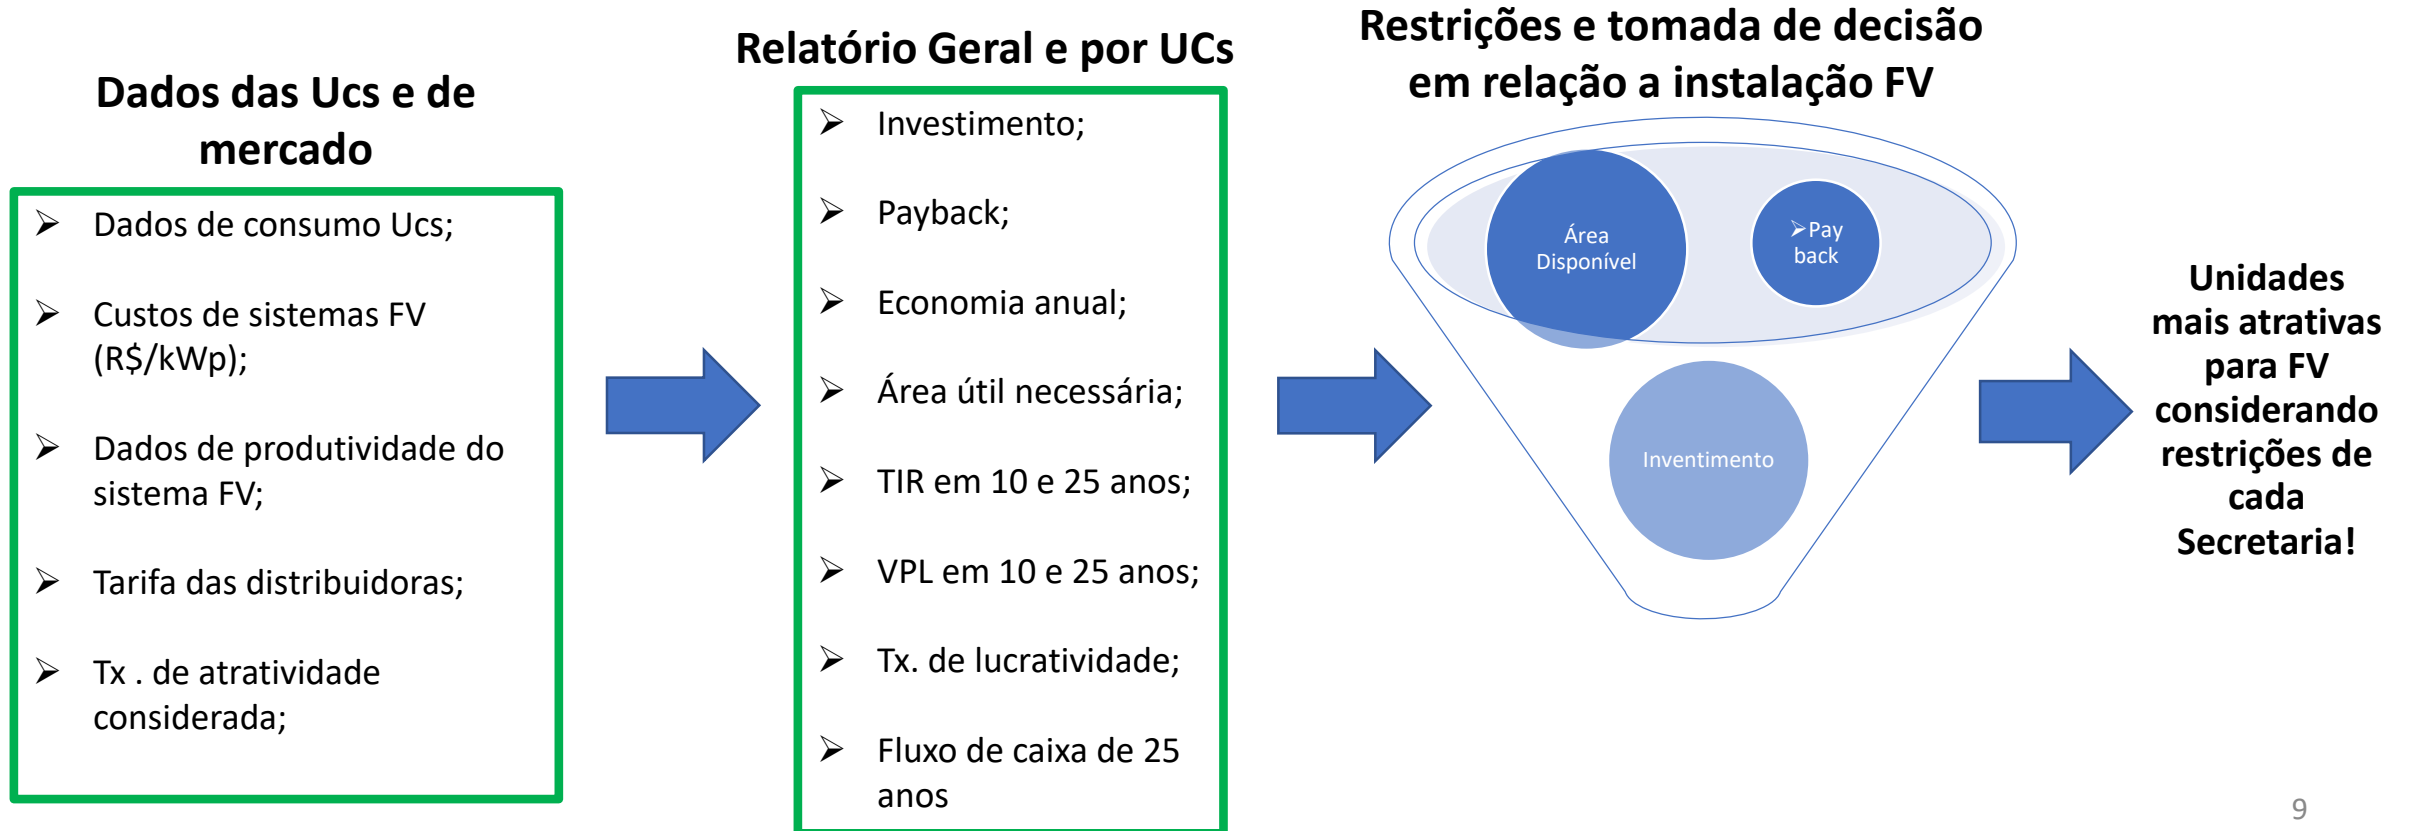 Dados das Ucs e de
mercado
➢ Dados de consumo Ucs;
➢ Custos de sistemas FV
(R$/kWp);
➢ Dados de produtividade do
sistema FV;
➢ Tarifa das distribuidoras;
➢ Tx . de atratividade
considerada;
Relatório Geral e por UCs
➢ Investimento;
➢ Payback;
➢ Economia anual;
➢ Área útil necessária;
➢ TIR em 10 e 25 anos;
➢ VPL em 10 e 25 anos;
➢ Tx. de lucratividade;
➢ Fluxo de caixa de 25
anos
Restrições e tomada de decisão
em relação a instalação FV
Área
Disponível
➢Pay
back
Inventimento
Unidades
mais atrativas
para FV
considerando
restrições de
cada
Secretaria!
9